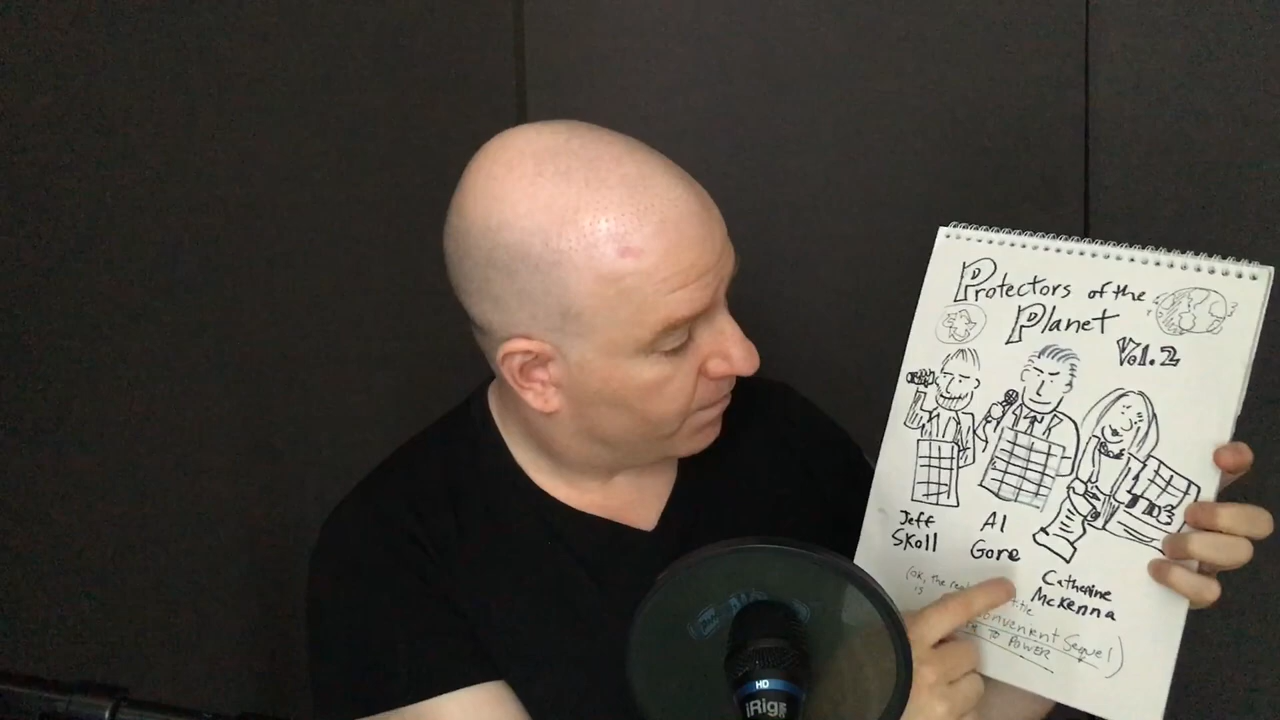 Protectors of the
Planet
Vol. 2
Jeff
Skoll
Al
Gore
Catherine
McKenna
(OK, the real
is
title
convenient Sequel)
TO POWER
HD
iRig